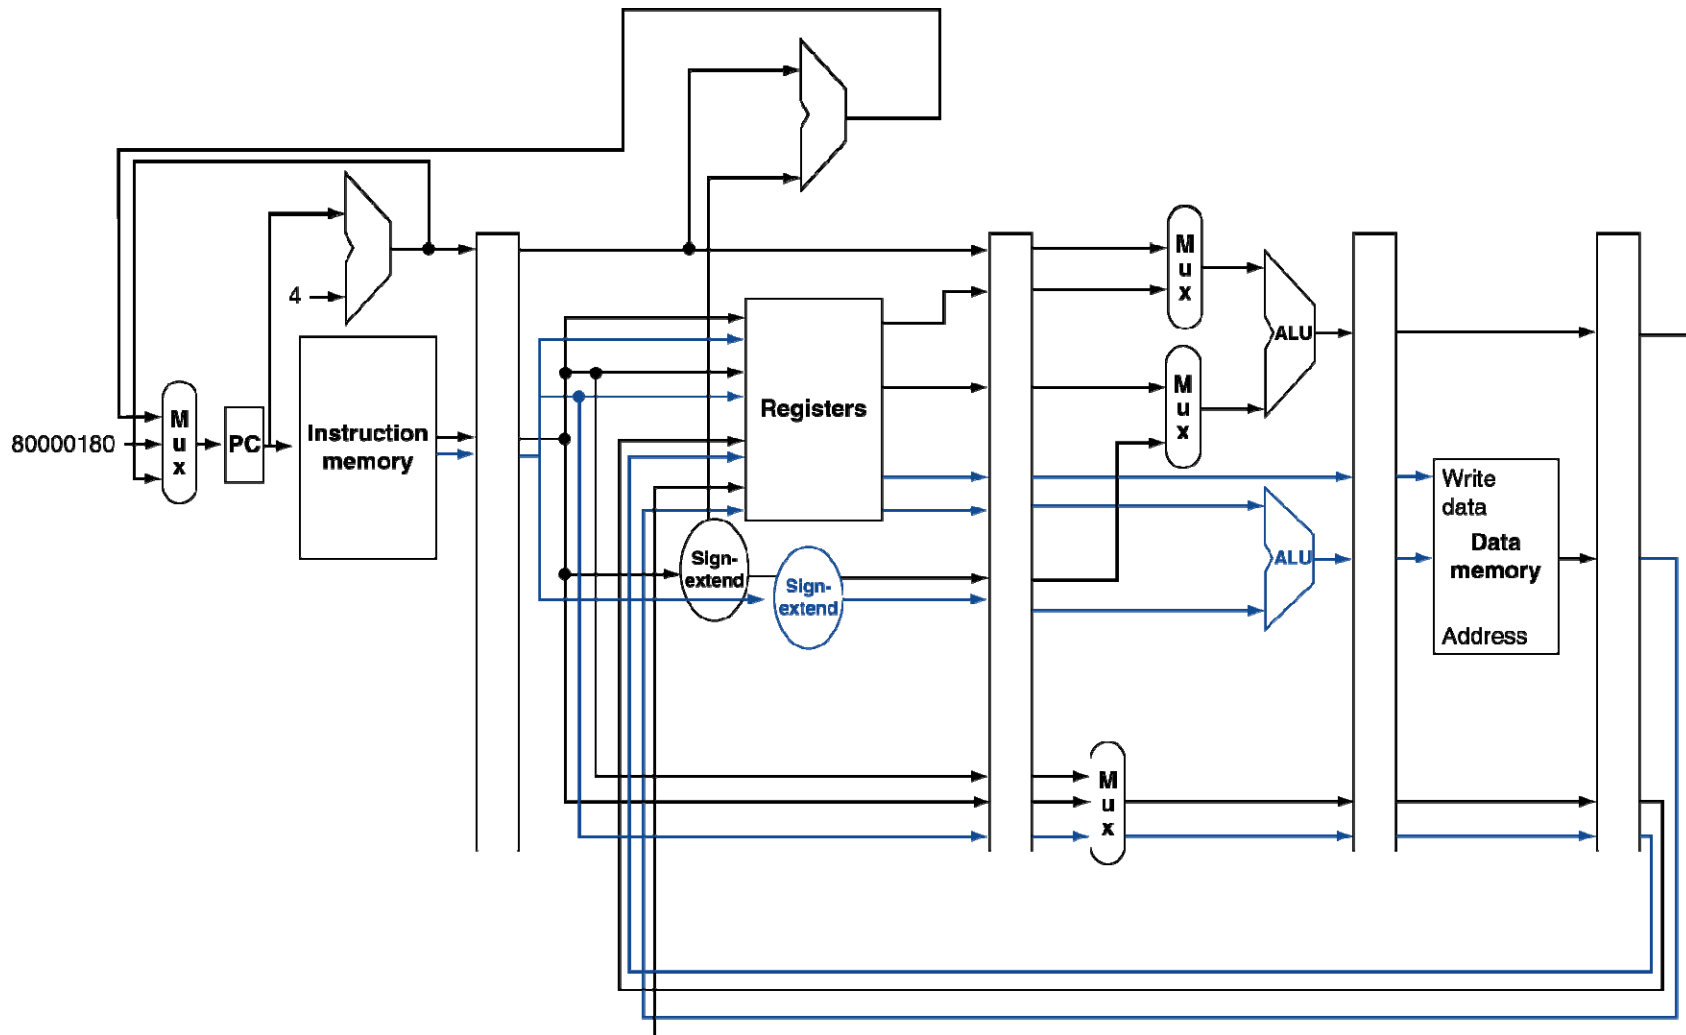 4
80000180
M
u
x
PC
Instruction
memory
Registers
Sign-
extend
Sign-
extend
M
u
x
M
u
x
ALU
ALU
M
u
x
Write
data
Data
memory
Address